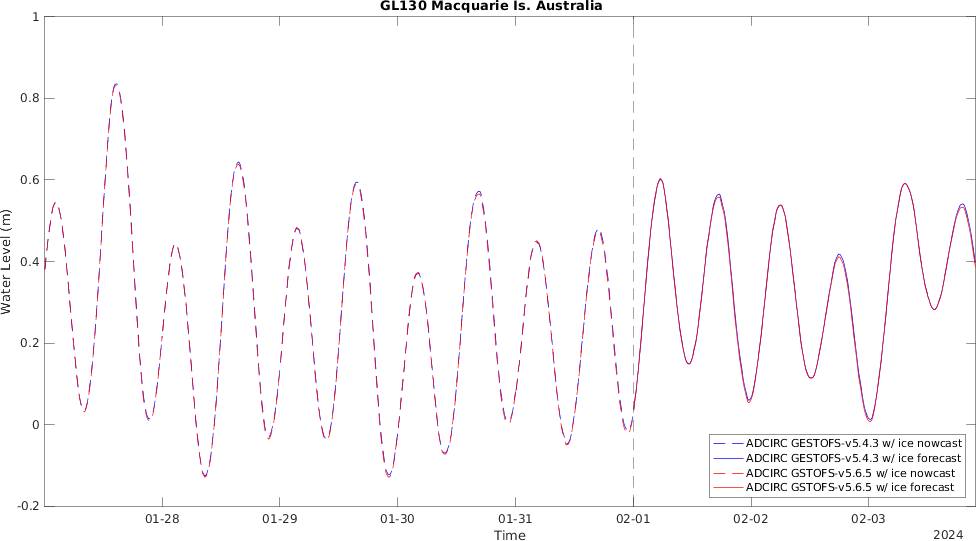 GL130 Macquarie Is. Australia
1
0.8
0.6
0.4
0.2
0
-0.2
Water Level (m)
ADCIRC GESTOFS-v5.4.3 w/ ice nowcast
ADCIRC GESTOFS-v5.4.3 w/ ice forecast
ADCIRC GSTOFS-v5.6.5 w/ ice nowcast
ADCIRC GSTOFS-v5.6.5 w/ ice forecast
01-28 01-29 01-30 01-31 02-01 02-02 02-03
Time
2024